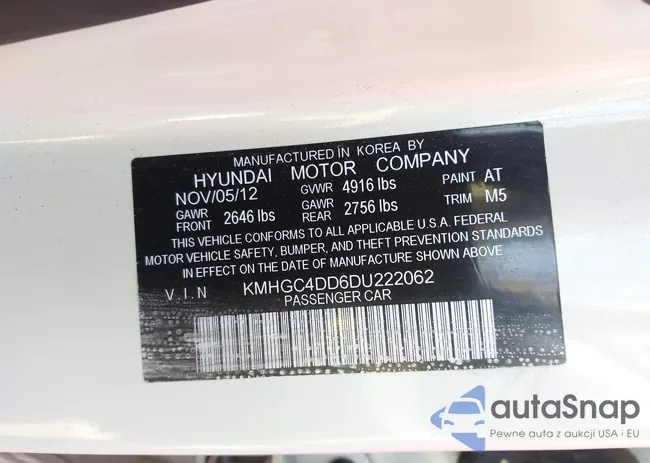 MANUFACTURED IN KOREA BY
HYUNDAI MOTOR COMPANY
NOV/05/12 GVWR 4916 lbs PAINT AT
GAWR FRONT 2646 lbs GAWR REAR 2756 lbs TRIM M5
THIS VEHICLE CONFORMS TO ALL APPLICABLE U.S.A. FEDERAL
MOTOR VEHICLE SAFETY, BUMPER, AND THEFT PREVENTION STANDARDS
IN EFFECT ON THE DATE OF MANUFACTURE SHOWN ABOVE
V.I.N KMHGC4DD6DU222062
PASSENGER CAR
autaSnap
Pewne auta z aukcji USA i EU